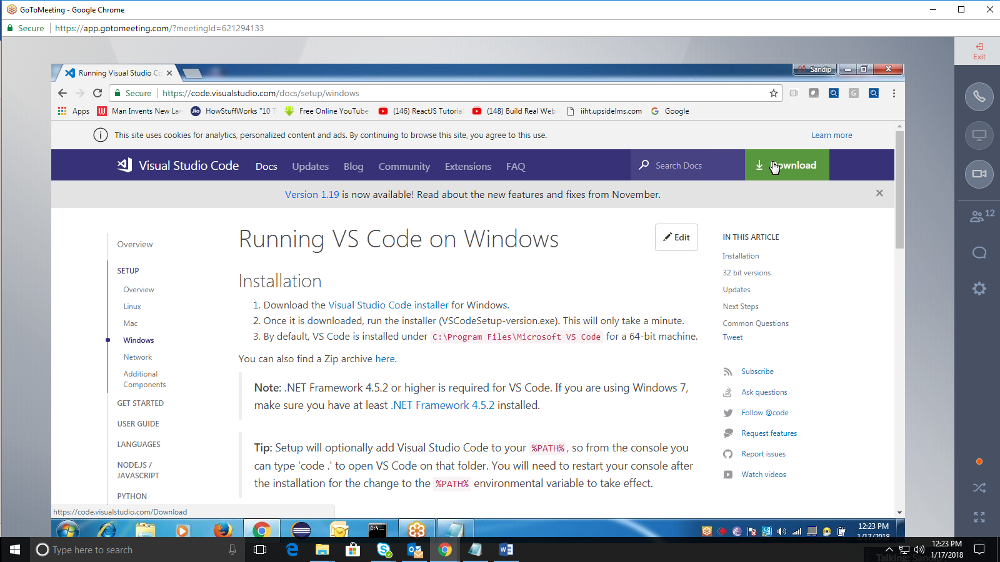 GoToMeeting - Google Chrome
Secure https://app.gotomeeting.com/?meetingId=621294133
Exit
Running Visual Studio Co
Sandip
Secure https://code.visualstudio.com/docs/setup/windows
Apps Man Invents New Lan HowStuffWorks "10 T Free Online YouTube (146) ReactJS Tutoria (148) Build Real Web iiht.upsidelms.com Google
This site uses cookies for analytics, personalized content and ads. By continuing to browse this site, you agree to this use. Learn more
Visual Studio Code Docs Updates Blog Community Extensions FAQ Search Docs Download
Version 1.19 is now available! Read about the new features and fixes from November.
12
Overview
SETUP
Overview
Linux
Mac
Windows
Network
Additional
Components
GET STARTED
USER GUIDE
LANGUAGES
NODEJS /
JAVASCRIPT
PYTHON
Running VS Code on Windows
Edit
Installation
1. Download the Visual Studio Code installer for Windows.
2. Once it is downloaded, run the installer (VSCodeSetup-version.exe). This will only take a minute.
3. By default, VS Code is installed under C:\Program Files\Microsoft VS Code for a 64-bit machine.
You can also find a Zip archive here.
Note: .NET Framework 4.5.2 or higher is required for VS Code. If you are using Windows 7,
make sure you have at least .NET Framework 4.5.2 installed.
Tip: Setup will optionally add Visual Studio Code to your %PATH%, so from the console you
can type 'code .' to open VS Code on that folder. You will need to restart your console after
the installation for the change to the %PATH% environmental variable to take effect.
IN THIS ARTICLE
Installation
32 bit versions
Updates
Next Steps
Common Questions
Tweet
Subscribe
Ask questions
Follow @code
Request features
Report issues
Watch videos
https://code.visualstudio.com/Download
12:23 PM
1/17/2018
Type here to search
12:23 PM
1/17/2018
Talking: Sandip